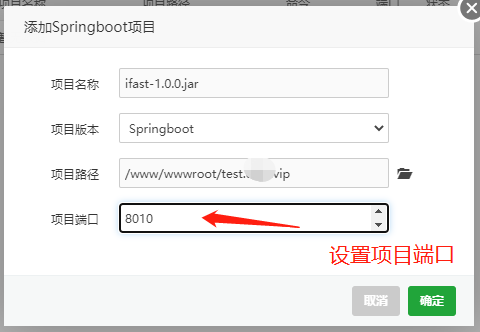 添加Springboot项目
项目名称 ifast-1.0.0.jar
项目版本 Springboot
项目路径 /www/wwwroot/test. vip
项目端口 8010
设置项目端口
取消 确定